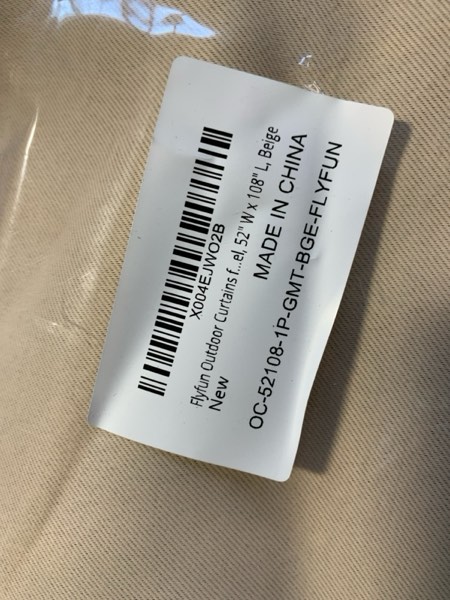 X004EJWO2B
Flyfun Outdoor Curtains f...el, 52" W x 108" L, Beige
New
MADE IN CHINA
OC-52108-1P-GMT-BGE-FLYFUN